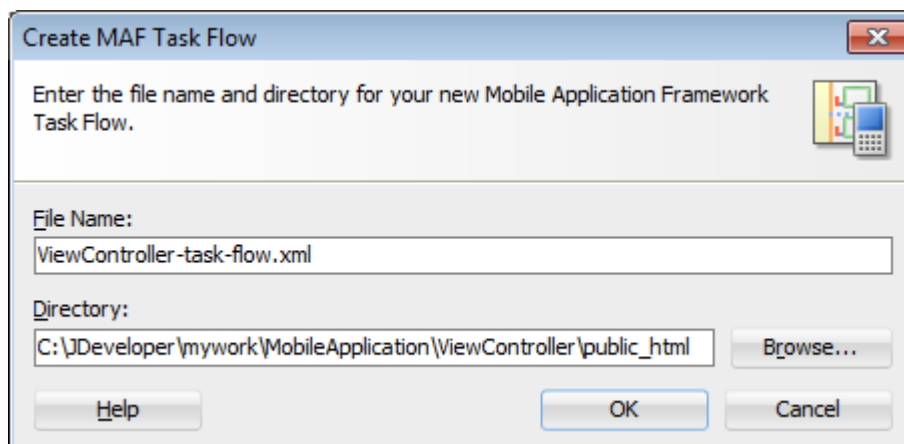 Create MAF Task Flow
Enter the file name and directory for your new Mobile Application Framework
Task Flow.
File Name:
ViewController-task-flow.xml
Directory:
C:\JDeveloper\mywork\MobileApplication\ViewController\public_html
Browse...
Help
OK
Cancel